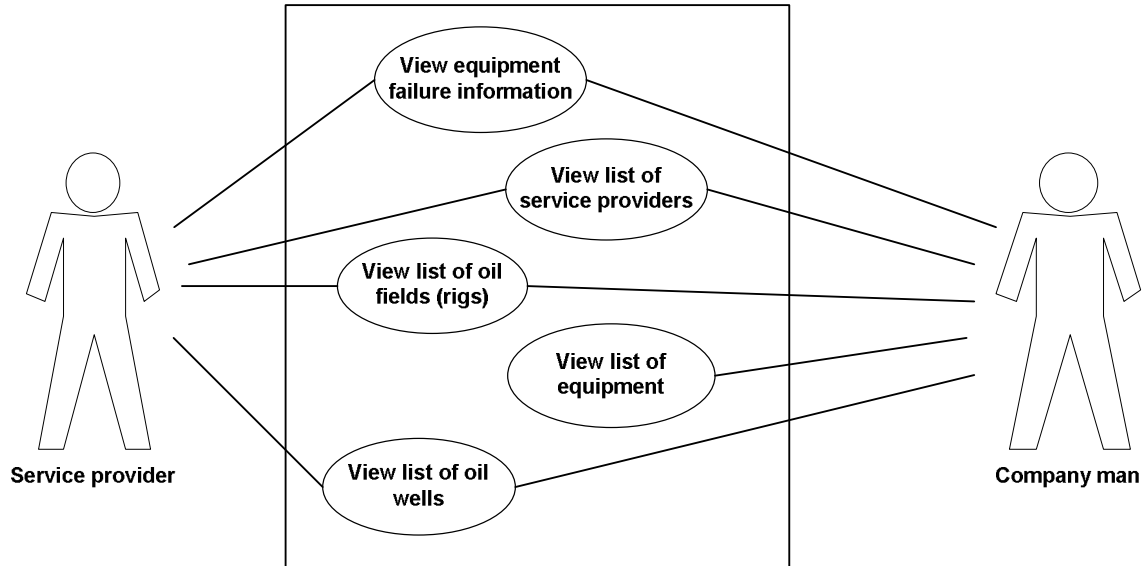 View equipment
failure information
View list of
service providers
View list of oil
fields (rigs)
View list of
equipment
View list of oil
wells
Service provider
Company man